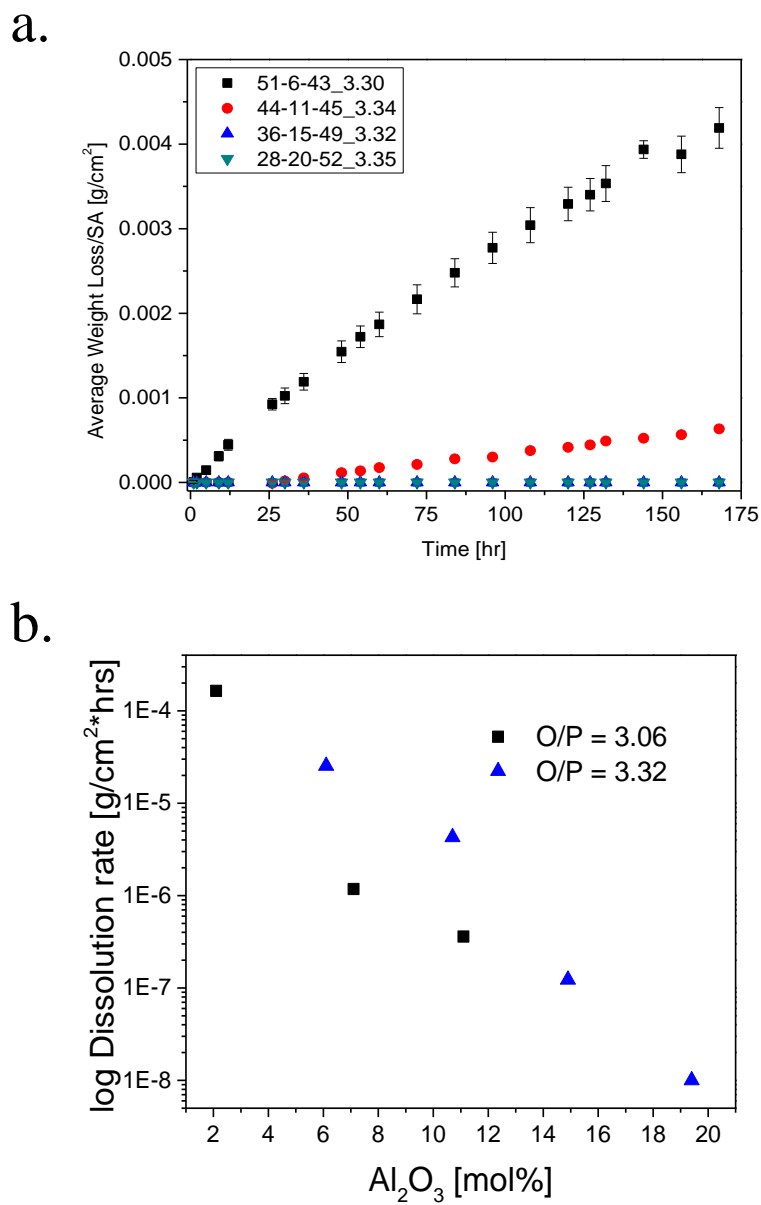 a.
0.005
0.004
0.003
0.002
0.001
0.000
Average Weight Loss/SA [g/cm²]
51-6-43_3.30
44-11-45_3.34
36-15-49_3.32
28-20-52_3.35
0 25 50 75 100 125 150 175
Time [hr]
b.
1E-4
1E-5
1E-6
1E-7
1E-8
log Dissolution rate [g/cm²*hrs]
O/P = 3.06
O/P = 3.32
2 4 6 8 10 12 14 16 18 20
Al₂O₃ [mol%]